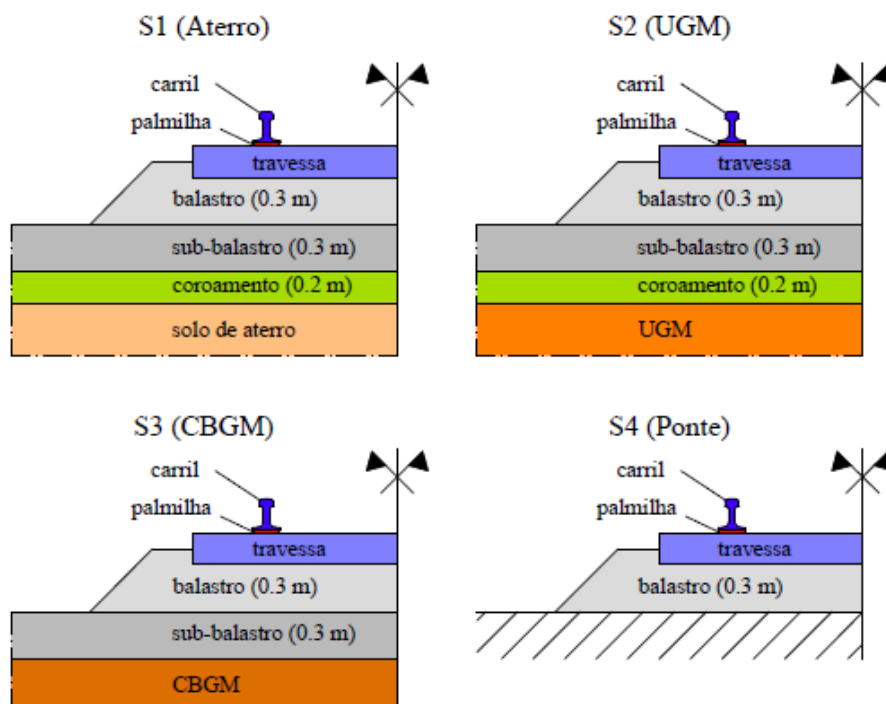 S1 (Aterro)
carril
palmilha
travessa
balastro (0.3 m)
sub-balastro (0.3 m)
coroamento (0.2 m)
solo de aterro
S2 (UGM)
carril
palmilha
travessa
balastro (0.3 m)
sub-balastro (0.3 m)
coroamento (0.2 m)
UGM
S3 (CBGM)
carril
palmilha
travessa
balastro (0.3 m)
sub-balastro (0.3 m)
CBGM
S4 (Ponte)
carril
palmilha
travessa
balastro (0.3 m)